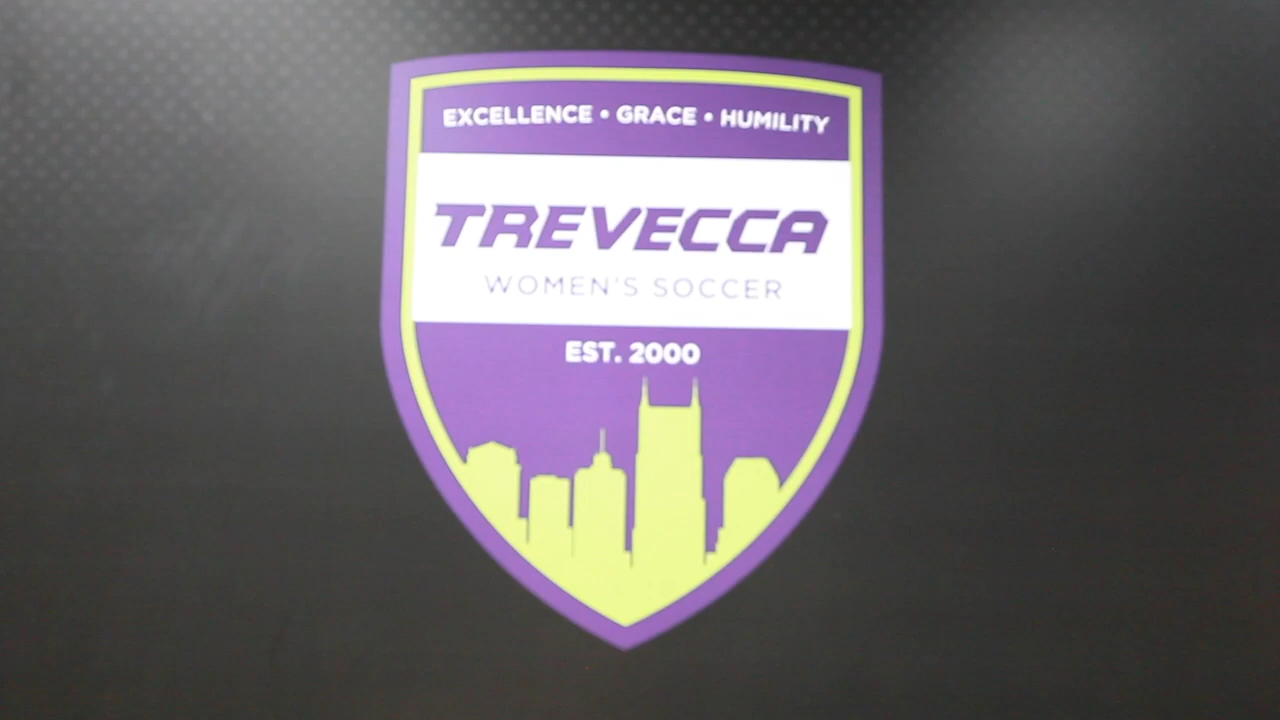 EXCELLENCE • GRACE • HUMILITY
TREVECCA
WOMEN'S SOCCER
EST. 2000